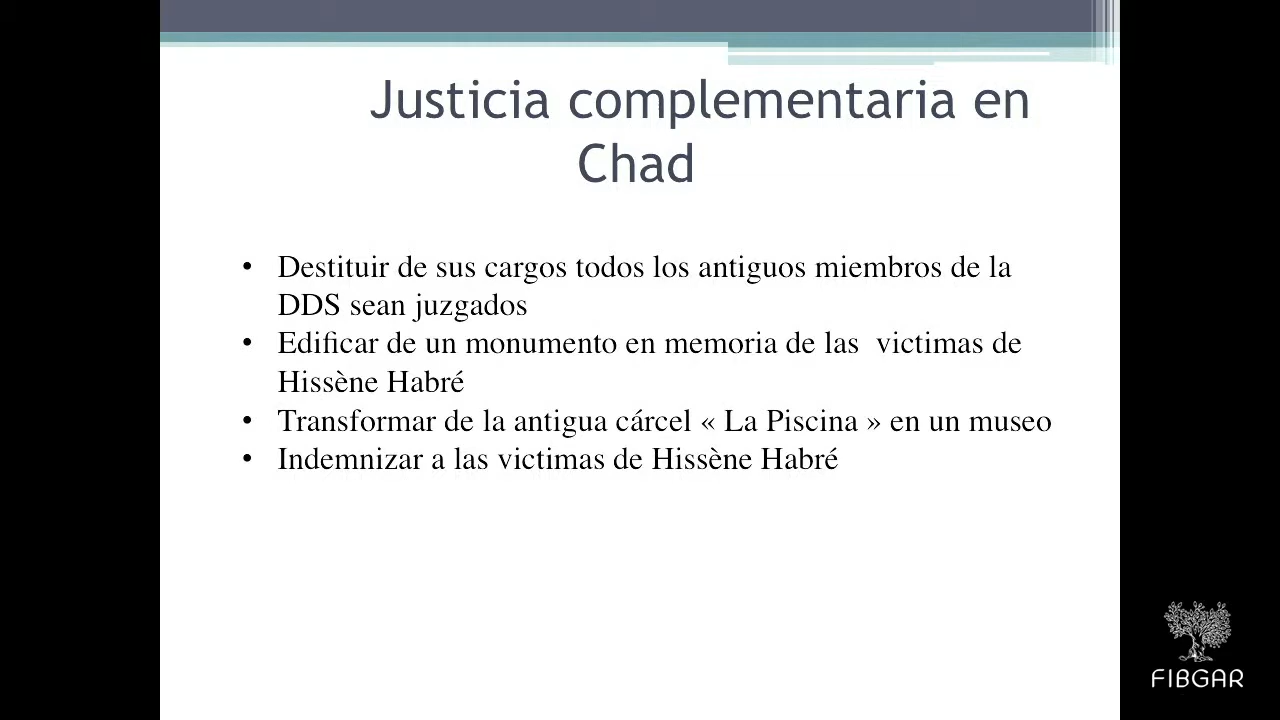 Justicia complementaria en
Chad
• Destituir de sus cargos todos los antiguos miembros de la
DDS sean juzgados
• Edificar de un monumento en memoria de las  victimas de
Hissène Habré
• Transformar de la antigua cárcel « La Piscina » en un museo
• Indemnizar a las victimas de Hissène Habré
FIBGAR